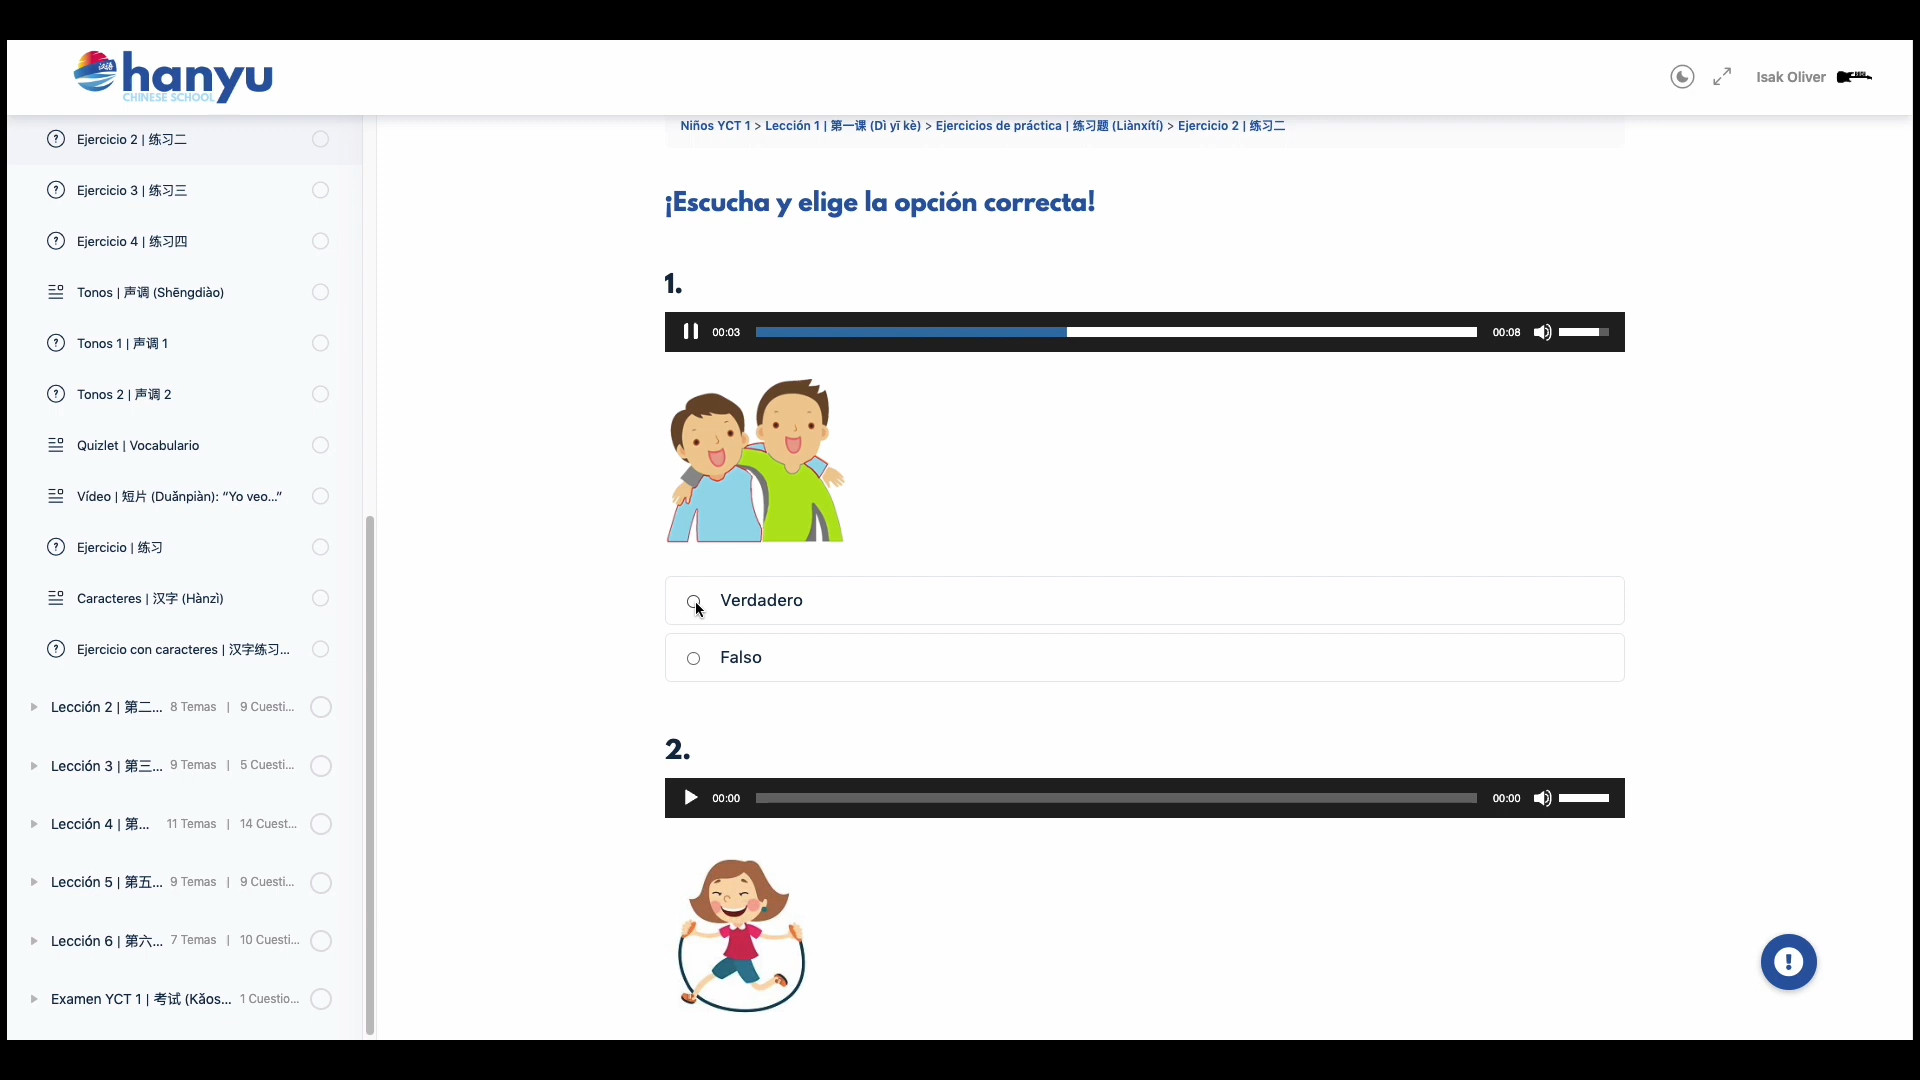 汉语
hanyu
CHINESE SCHOOL
Isak Oliver
Ejercicio 2 | 练习二
Ejercicio 3 | 练习三
Ejercicio 4 | 练习四
Tonos | 声调 (Shēngdiào)
Tonos 1 | 声调 1
Tonos 2 | 声调 2
Quizlet | Vocabulario
Vídeo | 短片 (Duǎnpiàn): “Yo veo...”
Ejercicio | 练习
Caracteres | 汉字 (Hànzì)
Ejercicio con caracteres | 汉字练习...
Lección 2 | 第二... 8 Temas | 9 Cuesti...
Lección 3 | 第三... 9 Temas | 5 Cuesti...
Lección 4 | 第... 11 Temas | 14 Cuest...
Lección 5 | 第五... 9 Temas | 9 Cuesti...
Lección 6 | 第六... 7 Temas | 10 Cuesti...
Examen YCT 1 | 考试 (Kǎos... 1 Cuestio...
Niños YCT 1 > Lección 1 | 第一课 (Dì yī kè) > Ejercicios de práctica | 练习题 (Liànxítí) > Ejercicio 2 | 练习二
¡Escucha y elige la opción correcta!
1.
00:03 00:08
Verdadero
Falso
2.
00:00 00:00